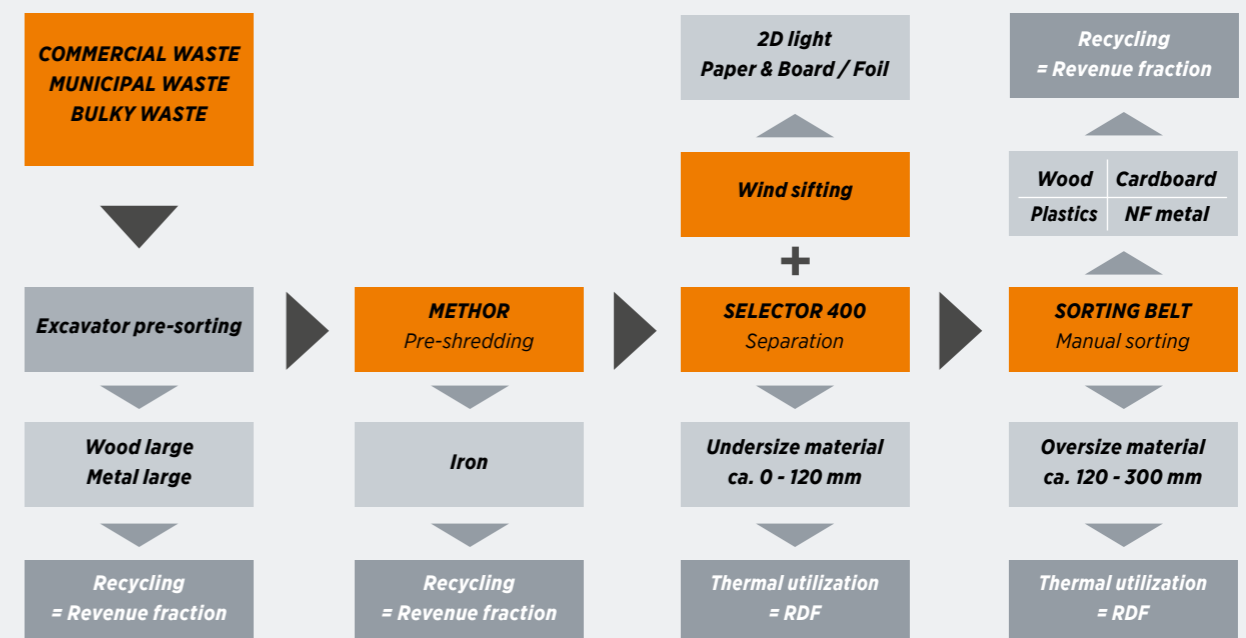 COMMERCIAL WASTE
MUNICIPAL WASTE
BULKY WASTE
2D light
Paper & Board / Foil
Recycling
= Revenue fraction
Wind sifting
Wood Cardboard
Plastics NF metal
+
Excavator pre-sorting
METHOR
Pre-shredding
SELECTOR 400
Separation
SORTING BELT
Manual sorting
Wood large
Metal large
Iron
Undersize material
ca. 0 - 120 mm
Oversize material
ca. 120 - 300 mm
Recycling
= Revenue fraction
Recycling
= Revenue fraction
Thermal utilization
= RDF
Thermal utilization
= RDF